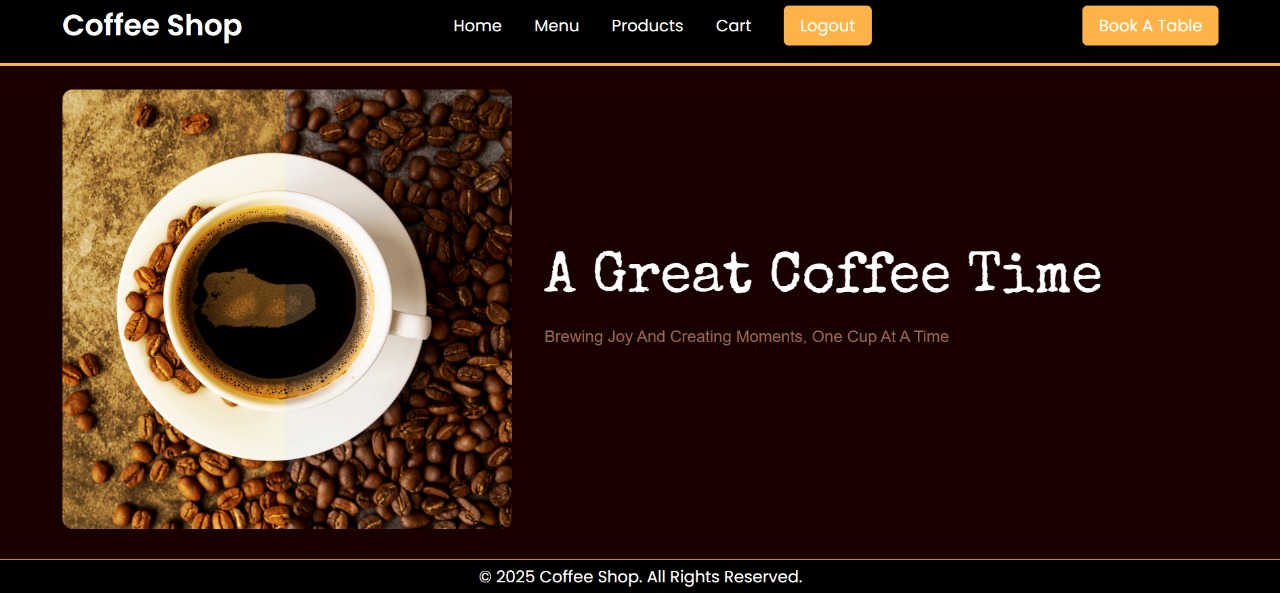 Coffee Shop
Home Menu Products Cart Logout Book A Table
A Great Coffee Time
Brewing Joy And Creating Moments, One Cup At A Time
© 2025 Coffee Shop. All Rights Reserved.